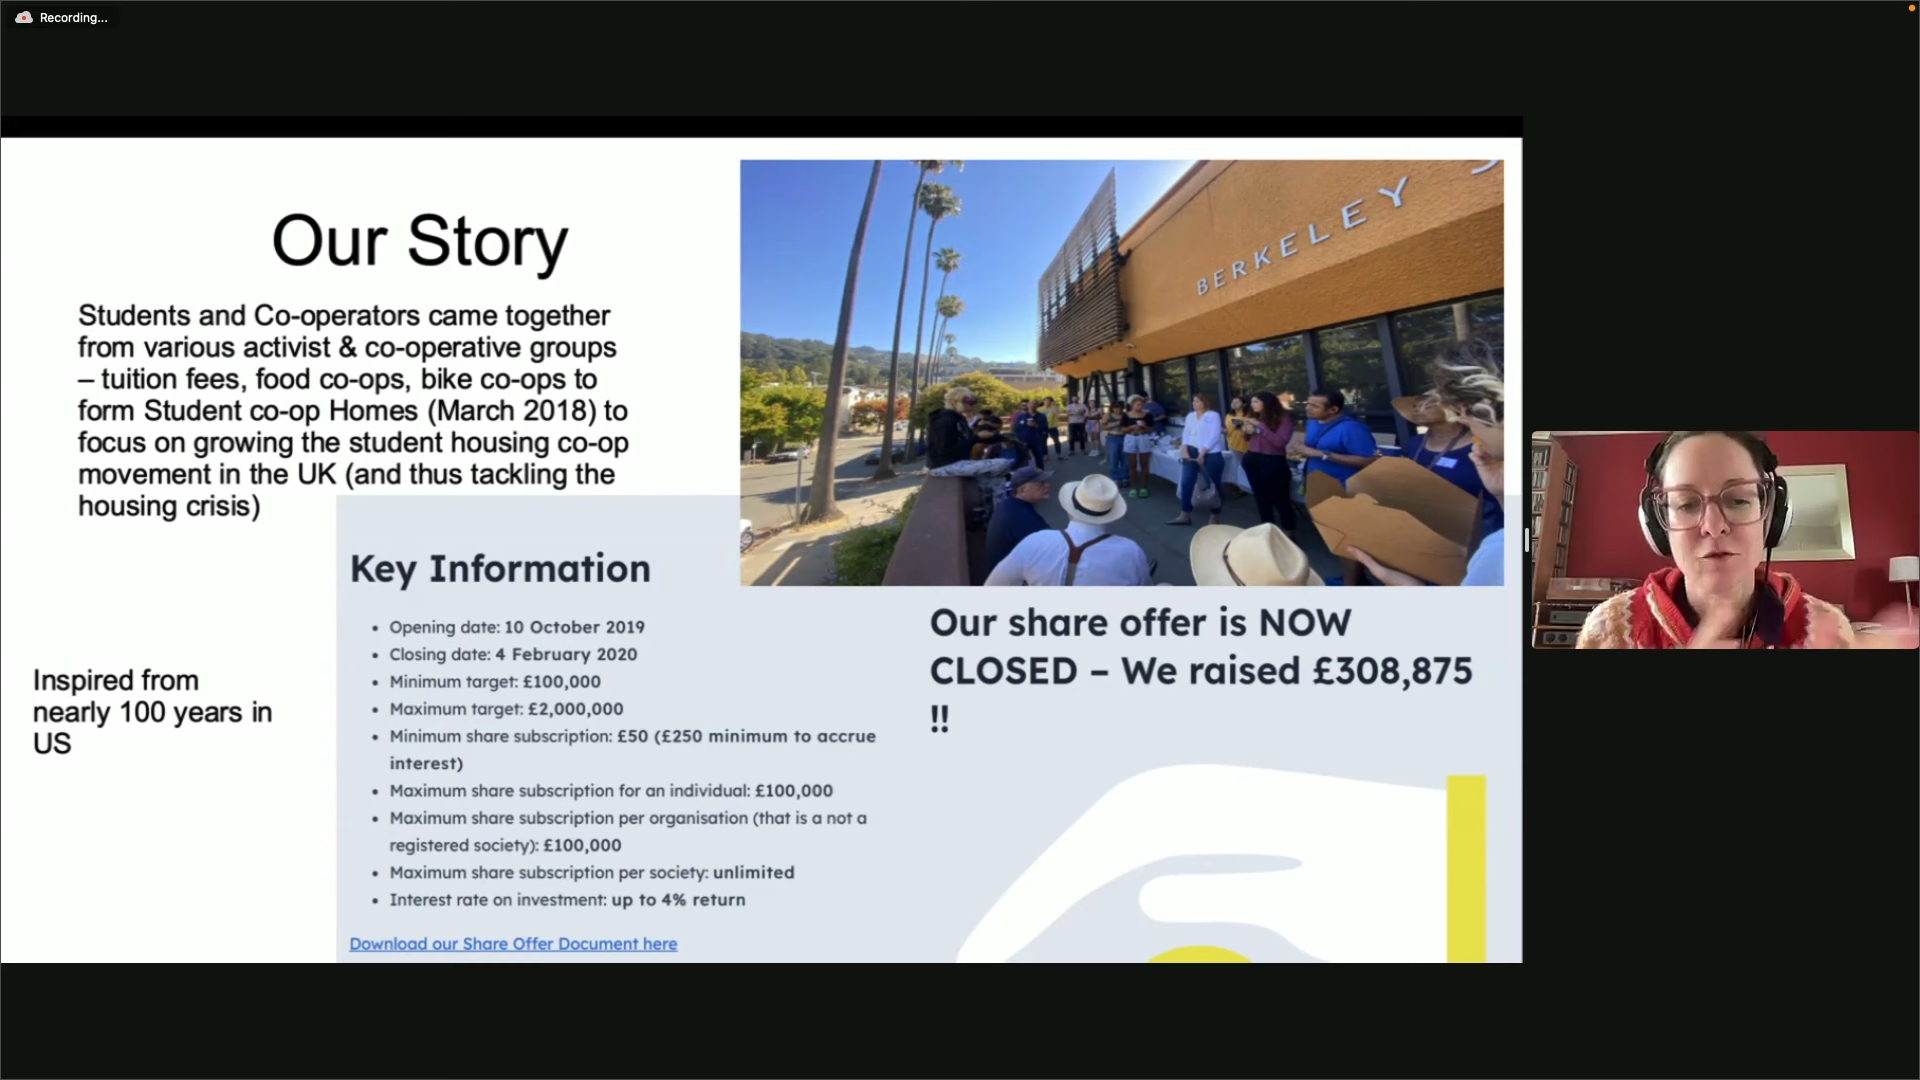 Recording...
Our Story
Students and Co-operators came together
from various activist & co-operative groups
– tuition fees, food co-ops, bike co-ops to
form Student co-op Homes (March 2018) to
focus on growing the student housing co-op
movement in the UK (and thus tackling the
housing crisis)
BERKELEY
Inspired from
nearly 100 years in
US
Key Information
• Opening date: 10 October 2019
• Closing date: 4 February 2020
• Minimum target: £100,000
• Maximum target: £2,000,000
• Minimum share subscription: £50 (£250 minimum to accrue
interest)
• Maximum share subscription for an individual: £100,000
• Maximum share subscription per organisation (that is a not a
registered society): £100,000
• Maximum share subscription per society: unlimited
• Interest rate on investment: up to 4% return
Download our Share Offer Document here
Our share offer is NOW
CLOSED – We raised £308,875
!!